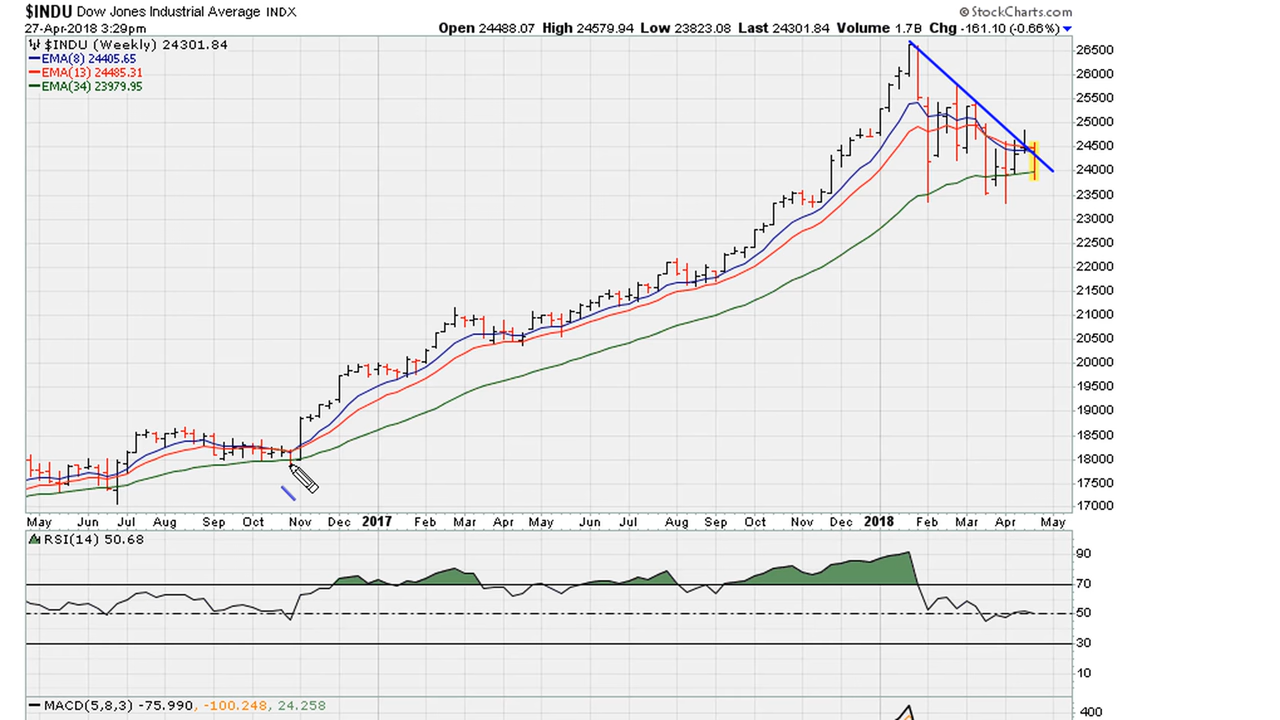 $INDU Dow Jones Industrial Average INDX
© StockCharts.com
27-Apr-2018 3:29pm
Open 24488.07 High 24579.94 Low 23823.08 Last 24301.84 Volume 1.7B Chg -161.10 (-0.66%)
$INDU (Weekly) 24301.84
EMA(8) 24405.65
EMA(13) 24485.31
EMA(34) 23979.95
26500
26000
25500
25000
24500
24000
23500
23000
22500
22000
21500
21000
20500
20000
19500
19000
18500
18000
17500
17000
May Jun Jul Aug Sep Oct Nov Dec 2017 Feb Mar Apr May Jun Jul Aug Sep Oct Nov Dec 2018 Feb Mar Apr May
RSI(14) 50.68
90
70
50
30
10
MACD(5,8,3) -75.990, -100.248, 24.258
400